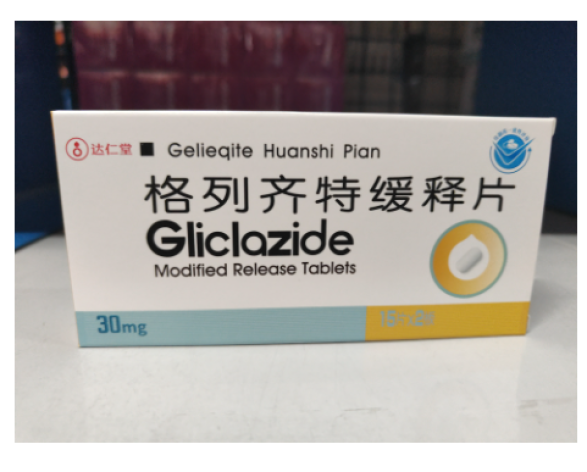 达仁堂 ■ Gelieqite Huanshi Pian
格列齐特缓释片
Gliclazide
Modified Release Tablets
30mg